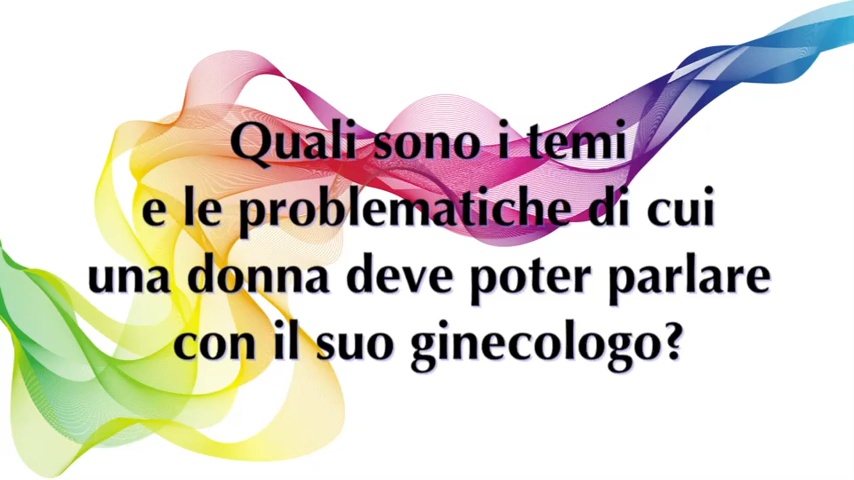 Quali sono i temi
e le problematiche di cui
una donna deve poter parlare
con il suo ginecologo?